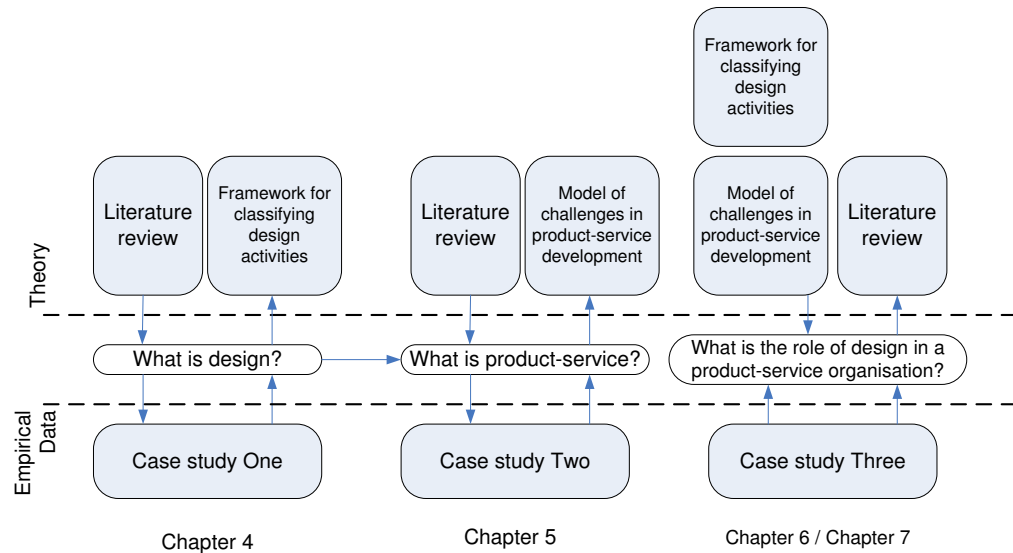 Framework for
classifying
design
activities
Literature
review
Framework for
classifying
design
activities
Literature
review
Model of
challenges in
product-service
development
Model of
challenges in
product-service
development
Literature
review
Theory
What is design?
What is product-service?
What is the role of design in a
product-service organisation?
Empirical
Data
Case study One
Case study Two
Case study Three
Chapter 4
Chapter 5
Chapter 6 / Chapter 7